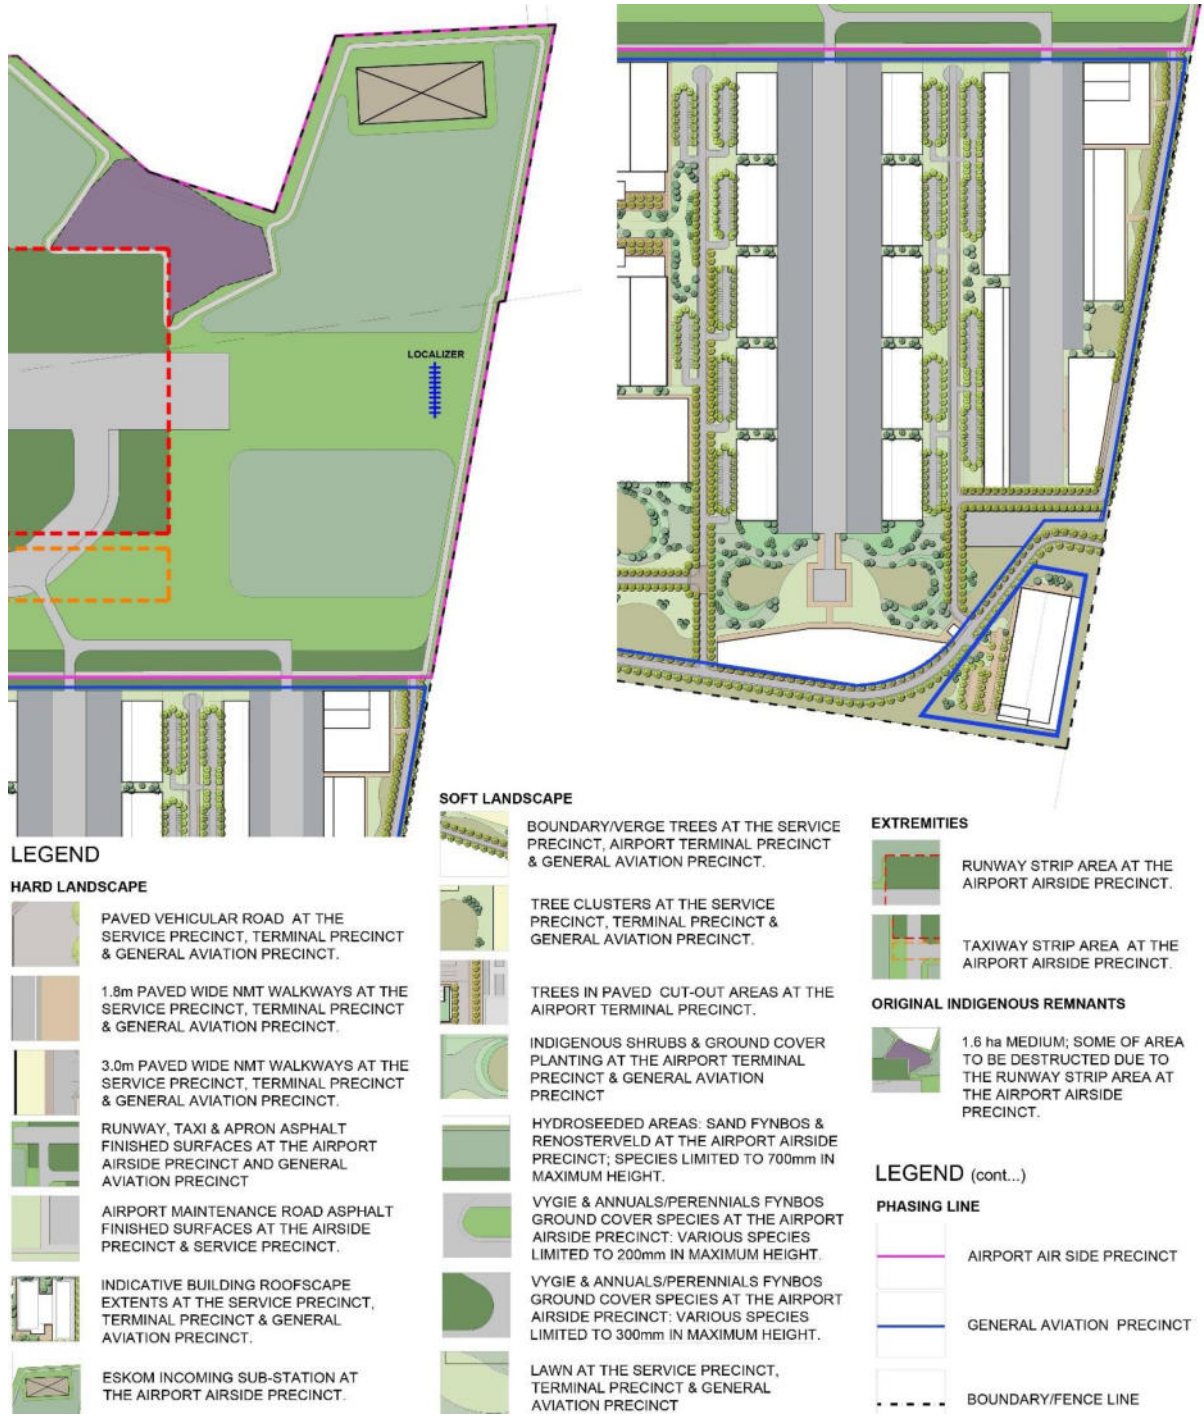 LOCALIZER
LEGEND
HARD LANDSCAPE
PAVED VEHICULAR ROAD AT THE
SERVICE PRECINCT, TERMINAL PRECINCT
& GENERAL AVIATION PRECINCT.
1.8m PAVED WIDE NMT WALKWAYS AT THE
SERVICE PRECINCT, TERMINAL PRECINCT
& GENERAL AVIATION PRECINCT.
3.0m PAVED WIDE NMT WALKWAYS AT THE
SERVICE PRECINCT, TERMINAL PRECINCT
& GENERAL AVIATION PRECINCT.
RUNWAY, TAXI & APRON ASPHALT
FINISHED SURFACES AT THE AIRPORT
AIRSIDE PRECINCT AND GENERAL
AVIATION PRECINCT
AIRPORT MAINTENANCE ROAD ASPHALT
FINISHED SURFACES AT THE AIRSIDE
PRECINCT & SERVICE PRECINCT.
INDICATIVE BUILDING ROOFSCAPE
EXTENTS AT THE SERVICE PRECINCT,
TERMINAL PRECINCT & GENERAL
AVIATION PRECINCT.
ESKOM INCOMING SUB-STATION AT
THE AIRPORT AIRSIDE PRECINCT.
SOFT LANDSCAPE
BOUNDARY/VERGE TREES AT THE SERVICE
PRECINCT, AIRPORT TERMINAL PRECINCT
& GENERAL AVIATION PRECINCT.
TREE CLUSTERS AT THE SERVICE
PRECINCT, TERMINAL PRECINCT &
GENERAL AVIATION PRECINCT.
TREES IN PAVED CUT-OUT AREAS AT THE
AIRPORT TERMINAL PRECINCT.
INDIGENOUS SHRUBS & GROUND COVER
PLANTING AT THE AIRPORT TERMINAL
PRECINCT & GENERAL AVIATION
PRECINCT
HYDROSEEDED AREAS: SAND FYNBOS &
RENOSTERVELD AT THE AIRPORT AIRSIDE
PRECINCT; SPECIES LIMITED TO 700mm IN
MAXIMUM HEIGHT.
VYGIE & ANNUALS/PERENNIALS FYNBOS
GROUND COVER SPECIES AT THE AIRPORT
AIRSIDE PRECINCT: VARIOUS SPECIES
LIMITED TO 200mm IN MAXIMUM HEIGHT.
VYGIE & ANNUALS/PERENNIALS FYNBOS
GROUND COVER SPECIES AT THE AIRPORT
AIRSIDE PRECINCT: VARIOUS SPECIES
LIMITED TO 300mm IN MAXIMUM HEIGHT.
LAWN AT THE SERVICE PRECINCT,
TERMINAL PRECINCT & GENERAL
AVIATION PRECINCT
EXTREMITIES
RUNWAY STRIP AREA AT THE
AIRPORT AIRSIDE PRECINCT.
TAXIWAY STRIP AREA AT THE
AIRPORT AIRSIDE PRECINCT.
ORIGINAL INDIGENOUS REMNANTS
1.6 ha MEDIUM; SOME OF AREA
TO BE DESTRUCTED DUE TO
THE RUNWAY STRIP AREA AT
THE AIRPORT AIRSIDE
PRECINCT.
LEGEND (cont...)
PHASING LINE
AIRPORT AIR SIDE PRECINCT
GENERAL AVIATION PRECINCT
BOUNDARY/FENCE LINE